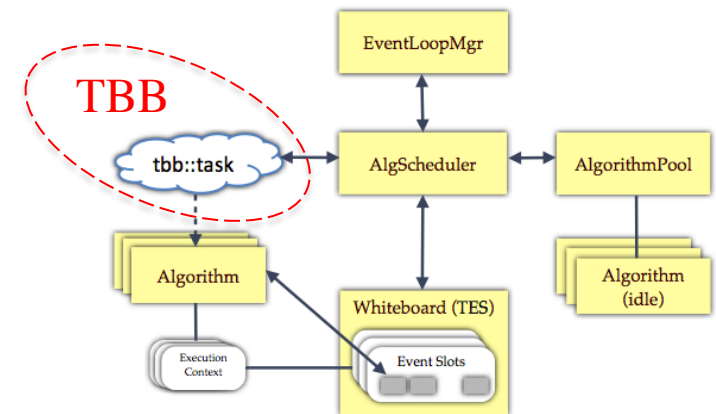 EventLoopMgr
TBB
tbb::task
AlgScheduler
AlgorithmPool
Algorithm
Algorithm
(idle)
Whiteboard (TES)
Execution
Context
Event Slots